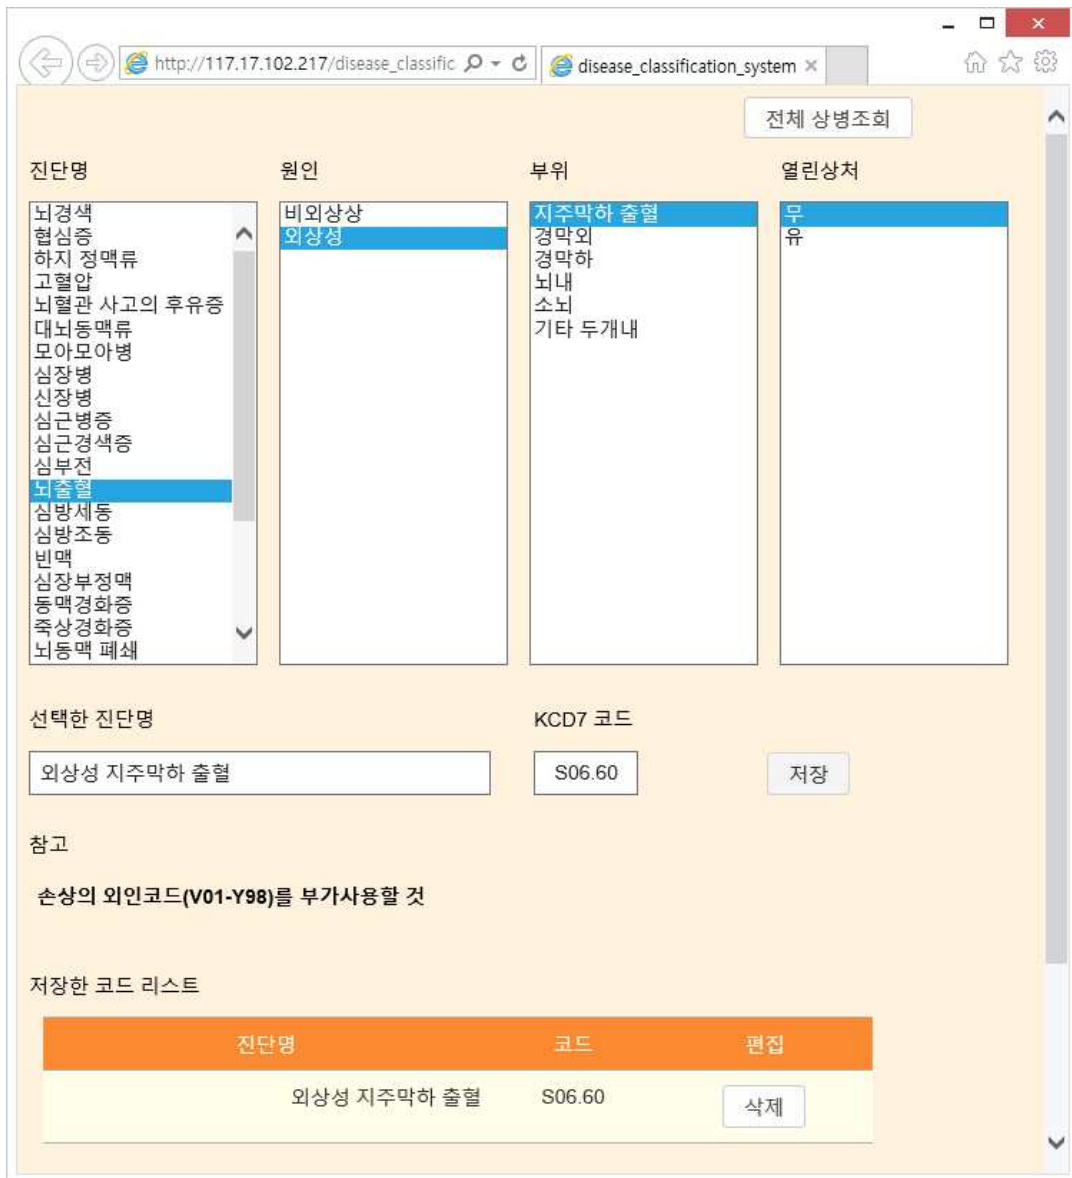 http://117.17.102.217/disease_classific
disease_classification_system
전체 상병조회
진단명
원인
부위
열린상처
뇌경색
협심증
하지 정맥류
고혈압
뇌혈관 사고의 후유증
대뇌동맥류
모아모아병
심장병
신장병
심근병증
심근경색증
심부전
뇌출혈
심방세동
심방조동
빈맥
심장부정맥
동맥경화증
죽상경화증
뇌동맥 폐쇄
비외상상
외상성
지주막하 출혈
경막외
경막하
뇌내
소뇌
기타 두개내
무
유
선택한 진단명
KCD7 코드
외상성 지주막하 출혈
S06.60
저장
참고
손상의 외인코드(V01-Y98)를 부가사용할 것
저장한 코드 리스트
진단명 코드 편집
외상성 지주막하 출혈 S06.60 삭제